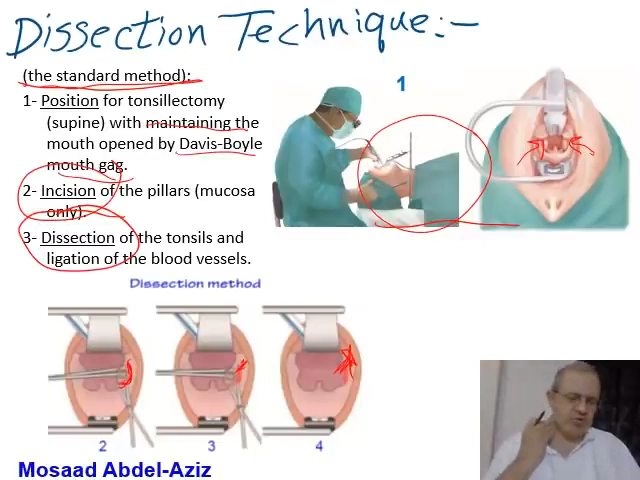 Dissection Technique:-
(the standard method):
1- Position for tonsillectomy
(supine) with maintaining the
mouth opened by Davis-Boyle
mouth gag.
2- Incision of the pillars (mucosa
only).
3- Dissection of the tonsils and
ligation of the blood vessels.
1
Dissection method
2 3 4
Mosaad Abdel-Aziz